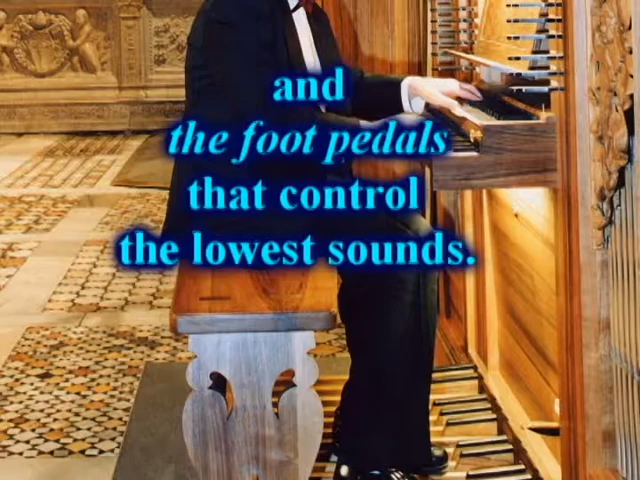 and
the foot pedals
that control
the lowest sounds.